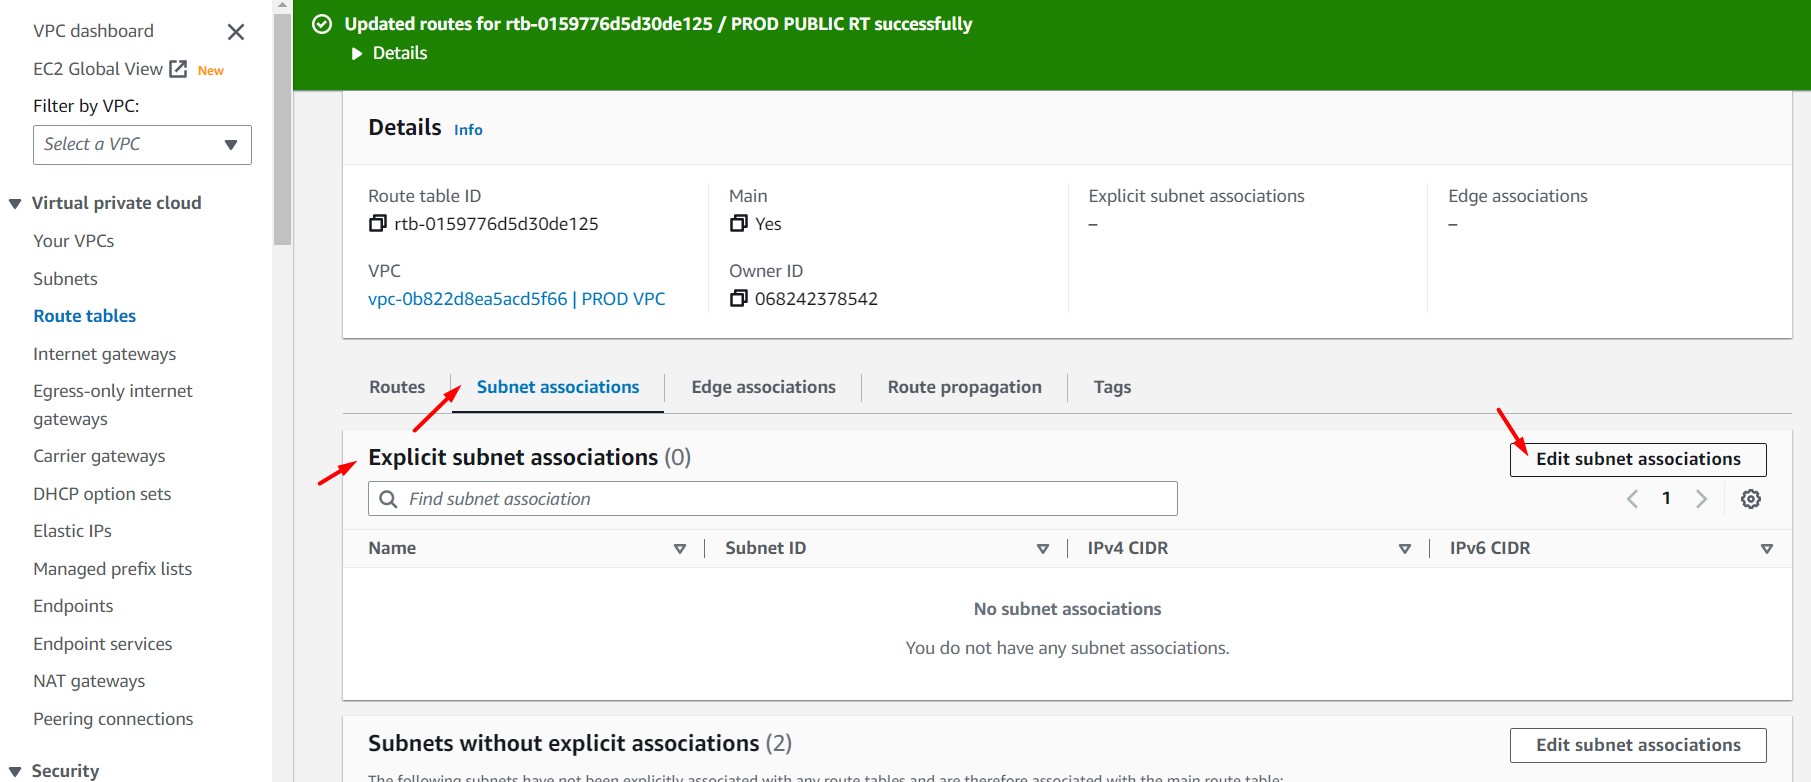 VPC dashboard
EC2 Global View New
Filter by VPC:
Select a VPC
Virtual private cloud
Your VPCs
Subnets
Route tables
Internet gateways
Egress-only internet
gateways
Carrier gateways
DHCP option sets
Elastic IPs
Managed prefix lists
Endpoints
Endpoint services
NAT gateways
Peering connections
Security
Updated routes for rtb-0159776d5d30de125 / PROD PUBLIC RT successfully
Details
Details Info
Route table ID
rtb-0159776d5d30de125
Main
Yes
Explicit subnet associations
–
Edge associations
–
VPC
vpc-0b822d8ea5acd5f66 | PROD VPC
Owner ID
068242378542
Routes Subnet associations Edge associations Route propagation Tags
Explicit subnet associations (0)
Edit subnet associations
Find subnet association
1
Name Subnet ID IPv4 CIDR IPv6 CIDR
No subnet associations
You do not have any subnet associations.
Subnets without explicit associations (2)
Edit subnet associations
The following subnets have not been explicitly associated with any route tables and are therefore associated with the main route table: